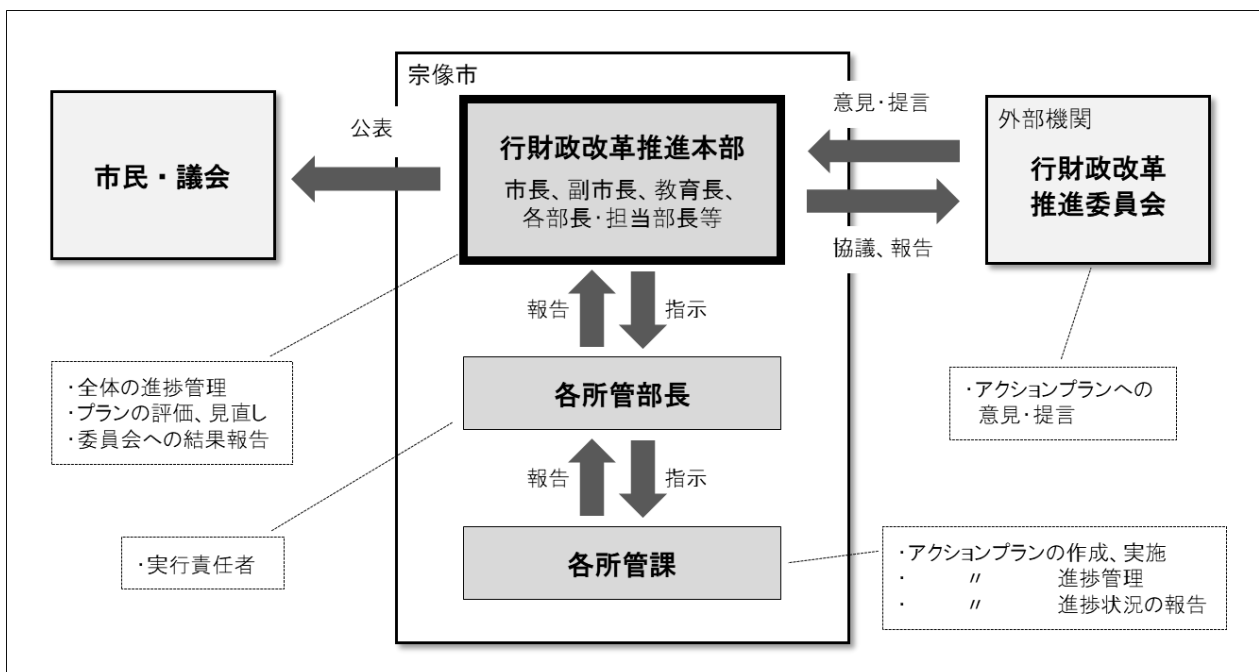 宗像市
公表
市民・議会
行財政改革推進本部
市長、副市長、教育長、
各部長・担当部長等
意見・提言
協議、報告
外部機関
行財政改革
推進委員会
報告
指示
・全体の進捗管理
・プランの評価、見直し
・委員会への結果報告
各所管部長
・アクションプランへの
意見・提言
報告
指示
・実行責任者
各所管課
・アクションプランの作成、実施
・ 〃 進捗管理
・ 〃 進捗状況の報告